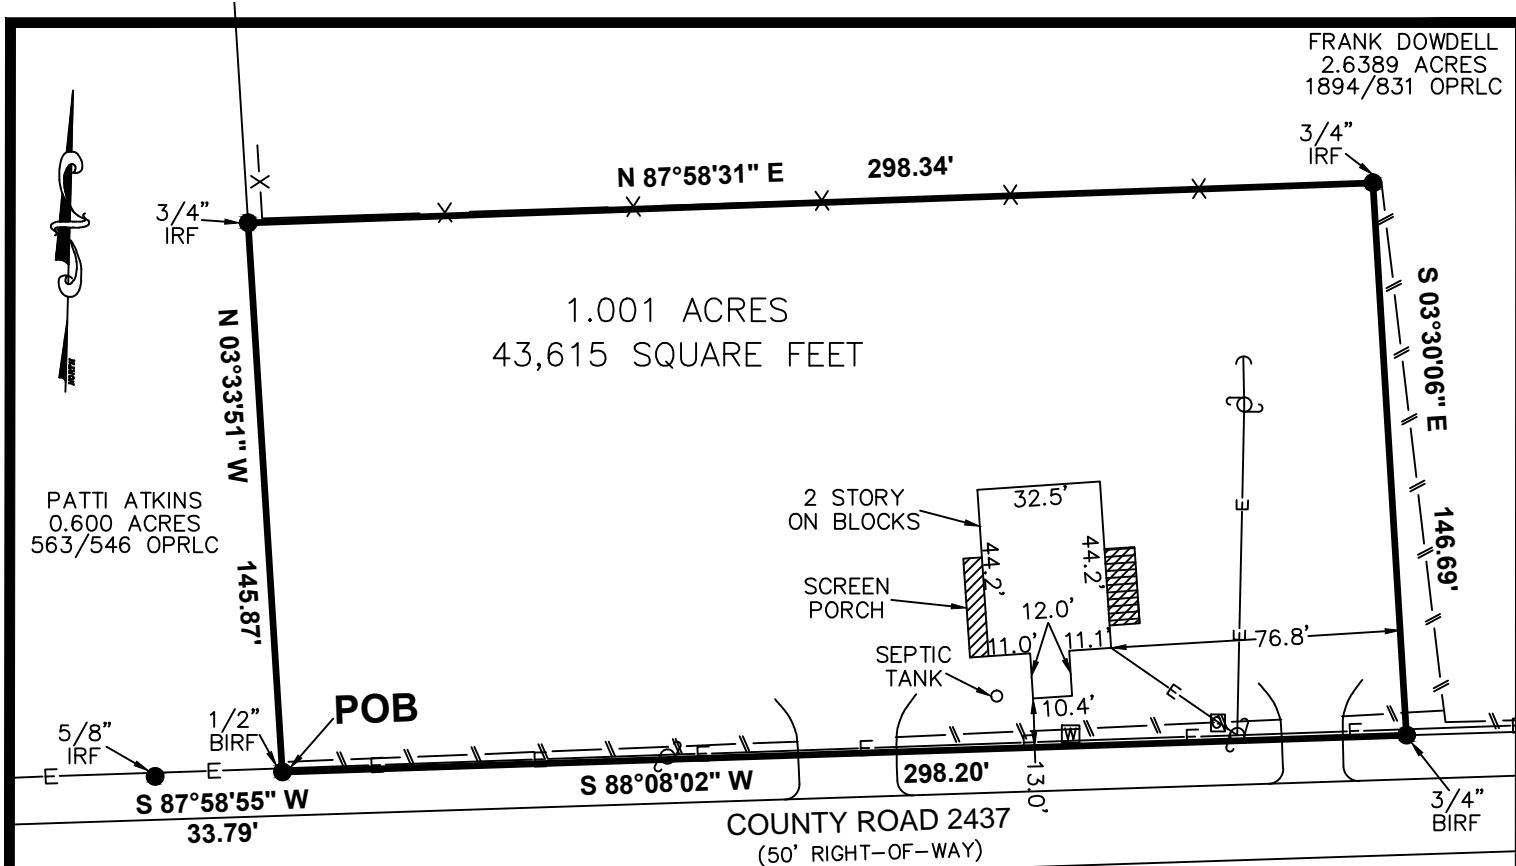 FRANK DOWDELL
2.6389 ACRES
1894/831 OPRLC
3/4"
IRF
N 87°58'31" E 298.34'
3/4"
IRF
NORTH
1.001 ACRES
43,615 SQUARE FEET
N 03°33'51" W
145.87'
S 03°30'06" E
146.69'
PATTI ATKINS
0.600 ACRES
563/546 OPRLC
2 STORY
ON BLOCKS
32.5'
44.2'
44.2'
SCREEN
PORCH
12.0'
11.0'
11.1'
76.8'
SEPTIC
TANK
10.4'
13.0'
POB
5/8"
IRF
1/2"
BIRF
S 87°58'55" W
33.79'
S 88°08'02" W 298.20'
3/4"
BIRF
COUNTY ROAD 2437
(50' RIGHT-OF-WAY)
X
X
X
X
X
X
E
E
E
E
E
E
E
E
E
E
E
E
W